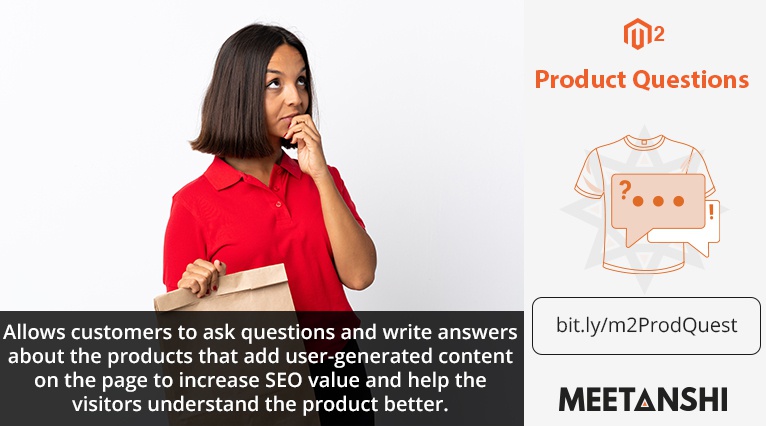 Allows customers to ask questions and write answers
about the products that add user-generated content
on the page to increase SEO value and help the
visitors understand the product better.
2
Product Questions
?
!
bit.ly/m2ProdQuest
MEETANSHI